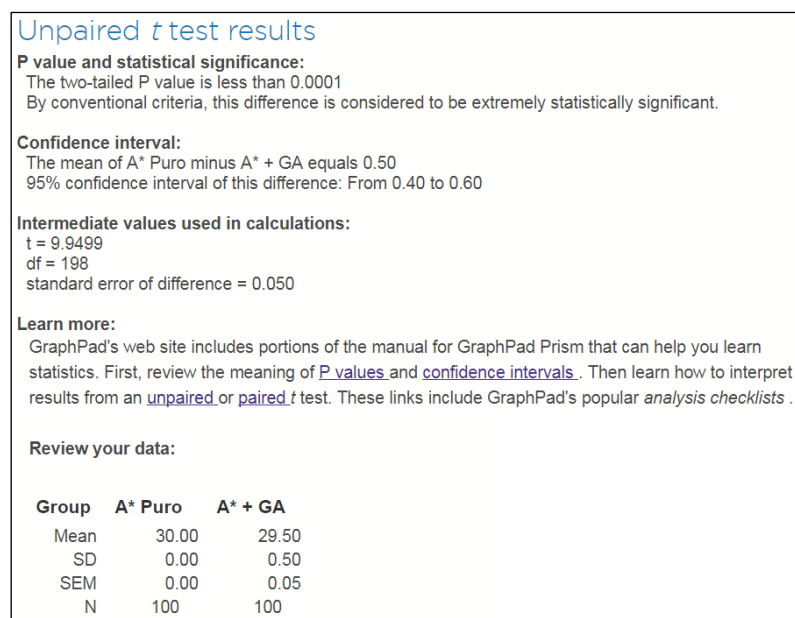 Unpaired t test results
P value and statistical significance:
The two-tailed P value is less than 0.0001
By conventional criteria, this difference is considered to be extremely statistically significant.
Confidence interval:
The mean of A* Puro minus A* + GA equals 0.50
95% confidence interval of this difference: From 0.40 to 0.60
Intermediate values used in calculations:
t = 9.9499
df = 198
standard error of difference = 0.050
Learn more:
GraphPad's web site includes portions of the manual for GraphPad Prism that can help you learn
statistics. First, review the meaning of P values and confidence intervals . Then learn how to interpret
results from an unpaired or paired t test. These links include GraphPad's popular analysis checklists .
Review your data:
Group A* Puro A* + GA
Mean 30.00 29.50
SD 0.00 0.50
SEM 0.00 0.05
N 100 100